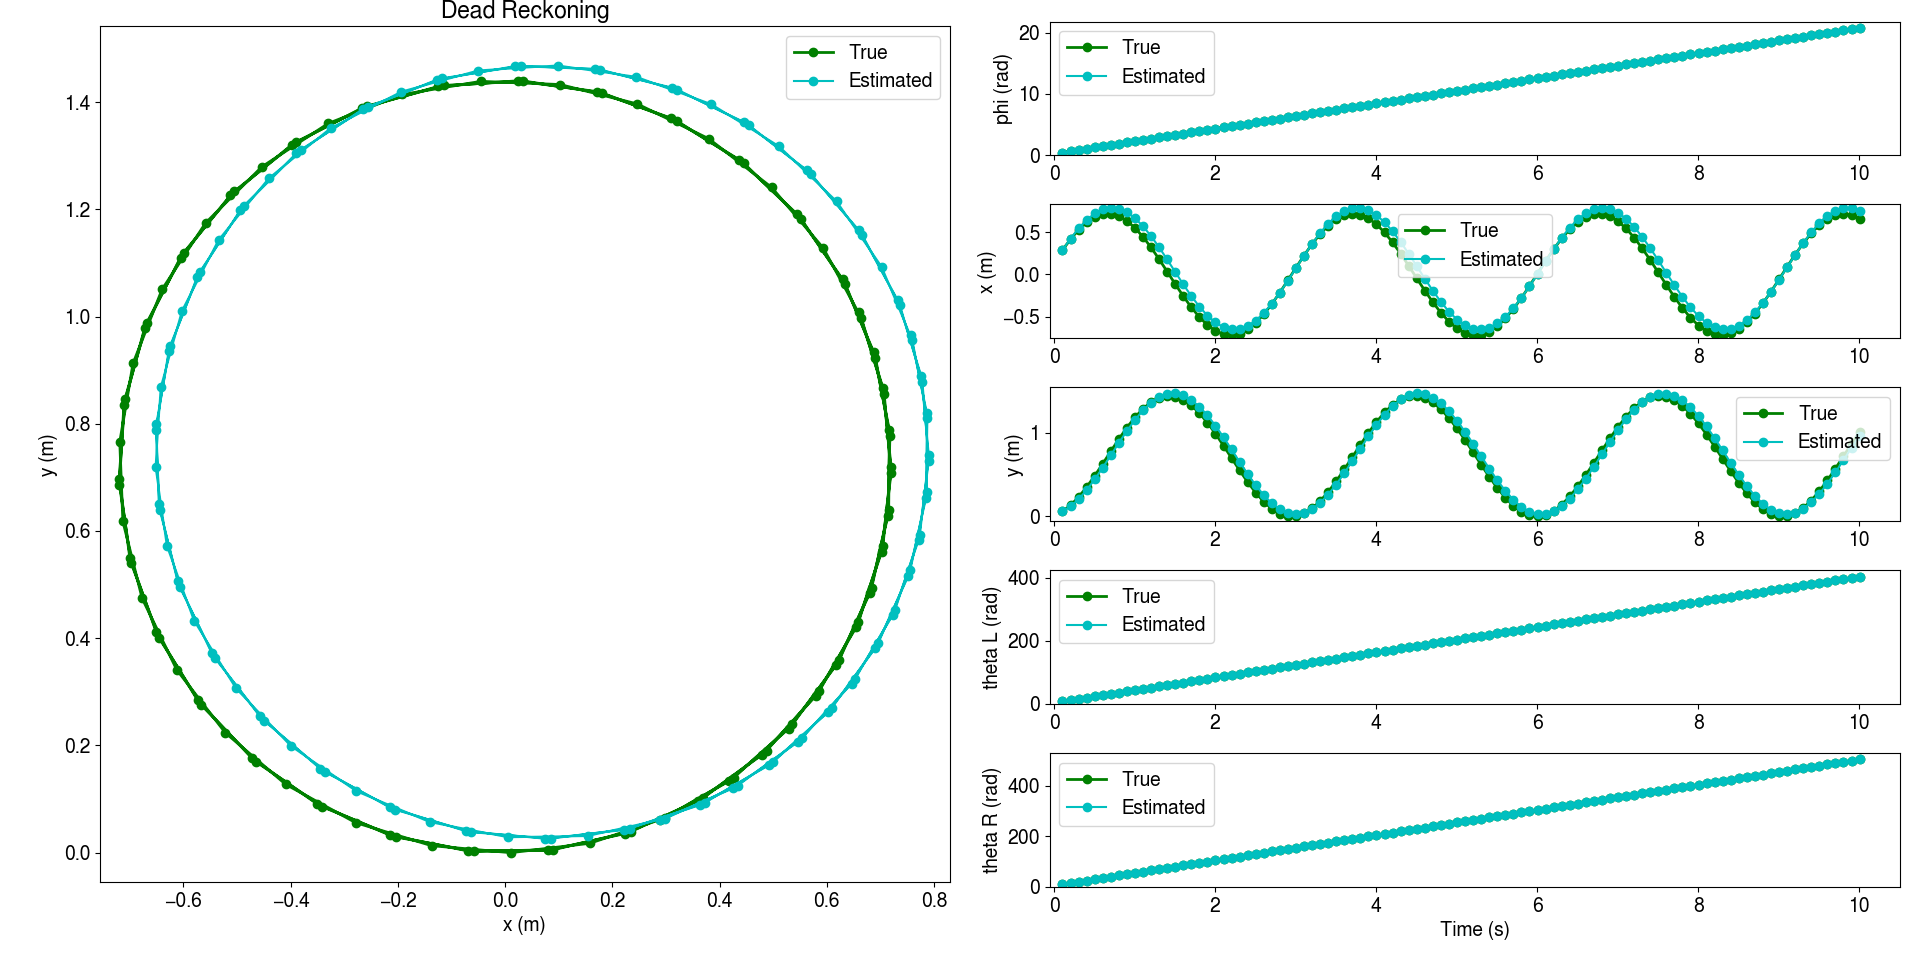 Dead Reckoning
True
Estimated
1.4
1.2
1.0
0.8
0.6
0.4
0.2
0.0
y (m)
−0.6 −0.4 −0.2 0.0 0.2 0.4 0.6 0.8
x (m)
True
Estimated
20
10
0
phi (rad)
0 2 4 6 8 10
True
Estimated
0.5
0.0
−0.5
x (m)
0 2 4 6 8 10
True
Estimated
1
0
y (m)
0 2 4 6 8 10
True
Estimated
400
200
0
theta L (rad)
0 2 4 6 8 10
True
Estimated
400
200
0
theta R (rad)
0 2 4 6 8 10
Time (s)